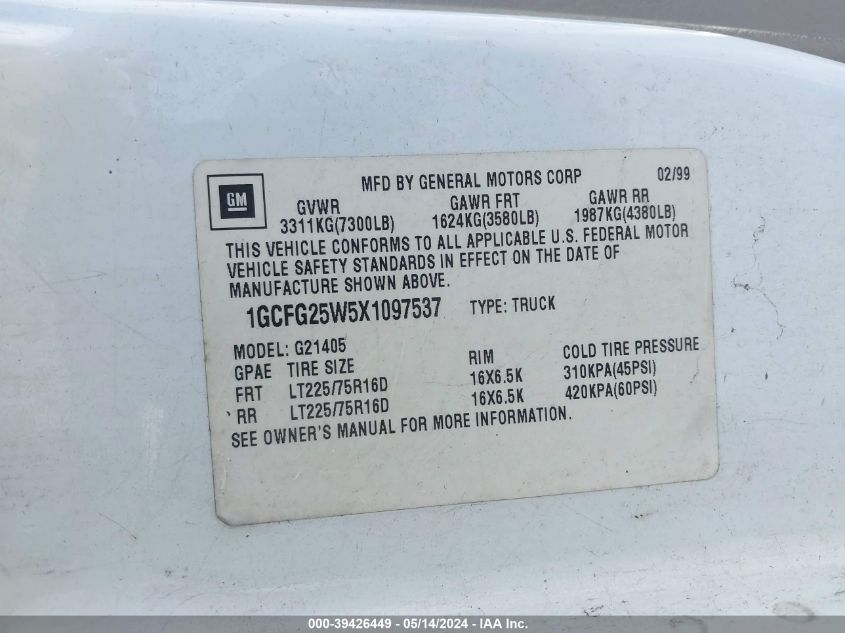 MFD BY GENERAL MOTORS CORP 02/99
GM
GVWR GAWR FRT GAWR RR
3311KG(7300LB) 1624KG(3580LB) 1987KG(4380LB)
THIS VEHICLE CONFORMS TO ALL APPLICABLE U.S. FEDERAL MOTOR
VEHICLE SAFETY STANDARDS IN EFFECT ON THE DATE OF
MANUFACTURE SHOWN ABOVE.
1GCFG25W5X1097537 TYPE: TRUCK
MODEL: G21405
GPAE TIRE SIZE RIM COLD TIRE PRESSURE
FRT LT225/75R16D 16X6.5K 310KPA(45PSI)
RR LT225/75R16D 16X6.5K 420KPA(60PSI)
SEE OWNER'S MANUAL FOR MORE INFORMATION.
000-39426449 - 05/14/2024 - IAA Inc.